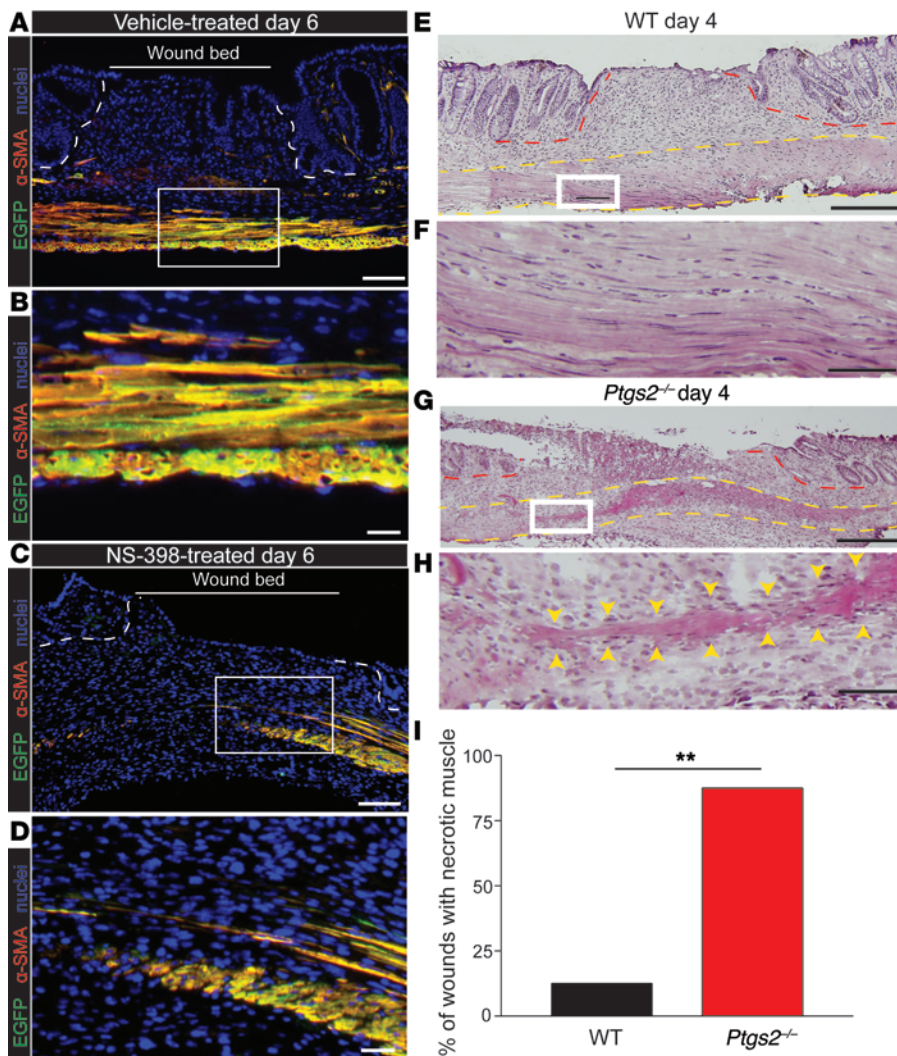 A
Vehicle-treated day 6
EGFP α-SMA nuclei
Wound bed
B
EGFP α-SMA nuclei
C
NS-398-treated day 6
EGFP α-SMA nuclei
Wound bed
D
EGFP α-SMA nuclei
E
WT day 4
F
G
Ptgs2–/– day 4
H
I
% of wounds with necrotic muscle
100
75
50
25
0
**
WT
Ptgs2–/–